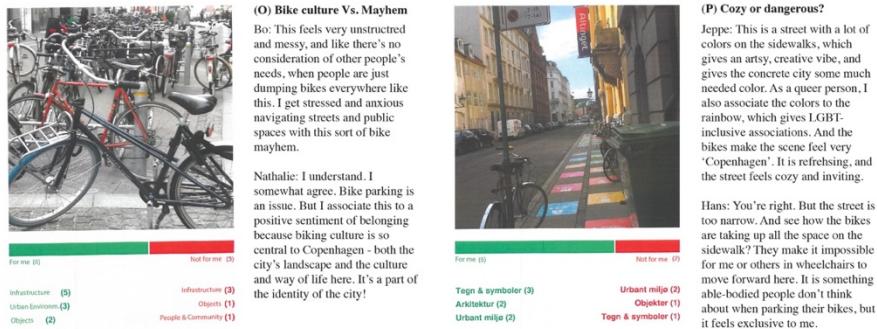 (O) Bike culture Vs. Mayhem
Bo: This feels very unstructred
and messy, and like there's no
consideration of other people's
needs, when people are just
dumping bikes everywhere like
this. I get stressed and anxious
navigating streets and public
spaces with this sort of bike
mayhem.
Nathalie: I understand. I
somewhat agree. Bike parking is
an issue. But I associate this to a
positive sentiment of belonging
because biking culture is so
central to Copenhagen - both the
city's landscape and the culture
and way of life here. It's a part of
the identity of the city!
For me
Not for me
Infrastructure (5)
Urban Environm.(3)
Objects (2)
Infrastructure (3)
Objects (1)
People & Community (1)
Altinget
(P) Cozy or dangerous?
Jeppe: This is a street with a lot of
colors on the sidewalks, which
gives an artsy, creative vibe, and
gives the concrete city some much
needed color. As a queer person, I
also associate the colors to the
rainbow, which gives LGBT-
inclusive associations. And the
bikes make the scene feel very
'Copenhagen'. It is refrehsing, and
the street feels cozy and inviting.
Hans: You're right. But the street is
too narrow. And see how the bikes
are taking up all the space on the
sidewalk? They make it impossible
for me or others in wheelchairs to
move forward here. It is something
able-bodied people don't think
about when parking their bikes, but
it feels exclusive to me.
For me
Not for me
Tegn & symboler (3)
Arkitektur (2)
Urbant miljø (2)
Urbant miljø (2)
Objekter (1)
Tegn & symboler (1)